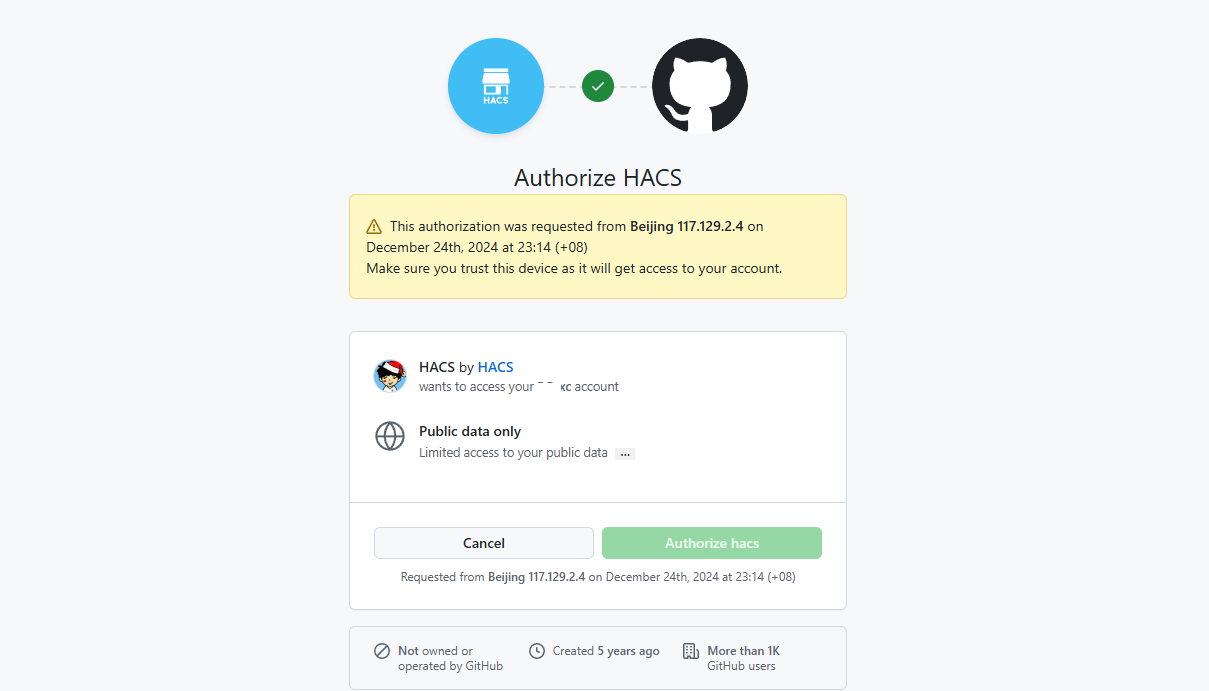 HACS
Authorize HACS
This authorization was requested from Beijing 117.129.2.4 on
December 24th, 2024 at 23:14 (+08)
Make sure you trust this device as it will get access to your account.
HACS by HACS
wants to access your xc account
Public data only
Limited access to your public data ...
Cancel
Authorize hacs
Requested from Beijing 117.129.2.4 on December 24th, 2024 at 23:14 (+08)
Not owned or
operated by GitHub
Created 5 years ago
More than 1K
GitHub users